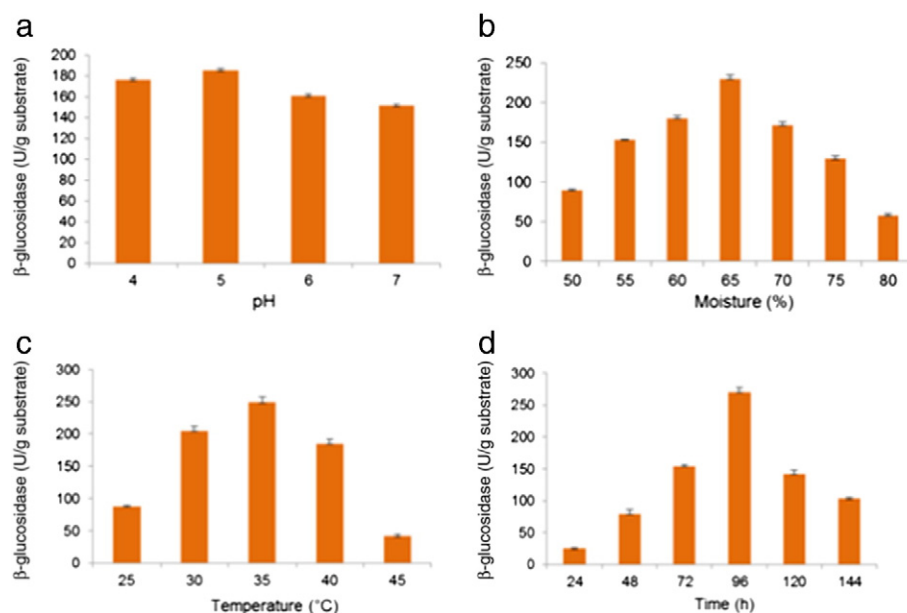 a
β-glucosidase (U/g substrate)
200
180
160
140
120
100
80
60
40
20
0
4 5 6 7
pH
b
β-glucosidase (U/g substrate)
250
200
150
100
50
0
50 55 60 65 70 75 80
Moisture (%)
c
β-glucosidase (U/g substrate)
300
250
200
150
100
50
0
25 30 35 40 45
Temperature (°C)
d
β-glucosidase (U/g substrate)
300
250
200
150
100
50
0
24 48 72 96 120 144
Time (h)